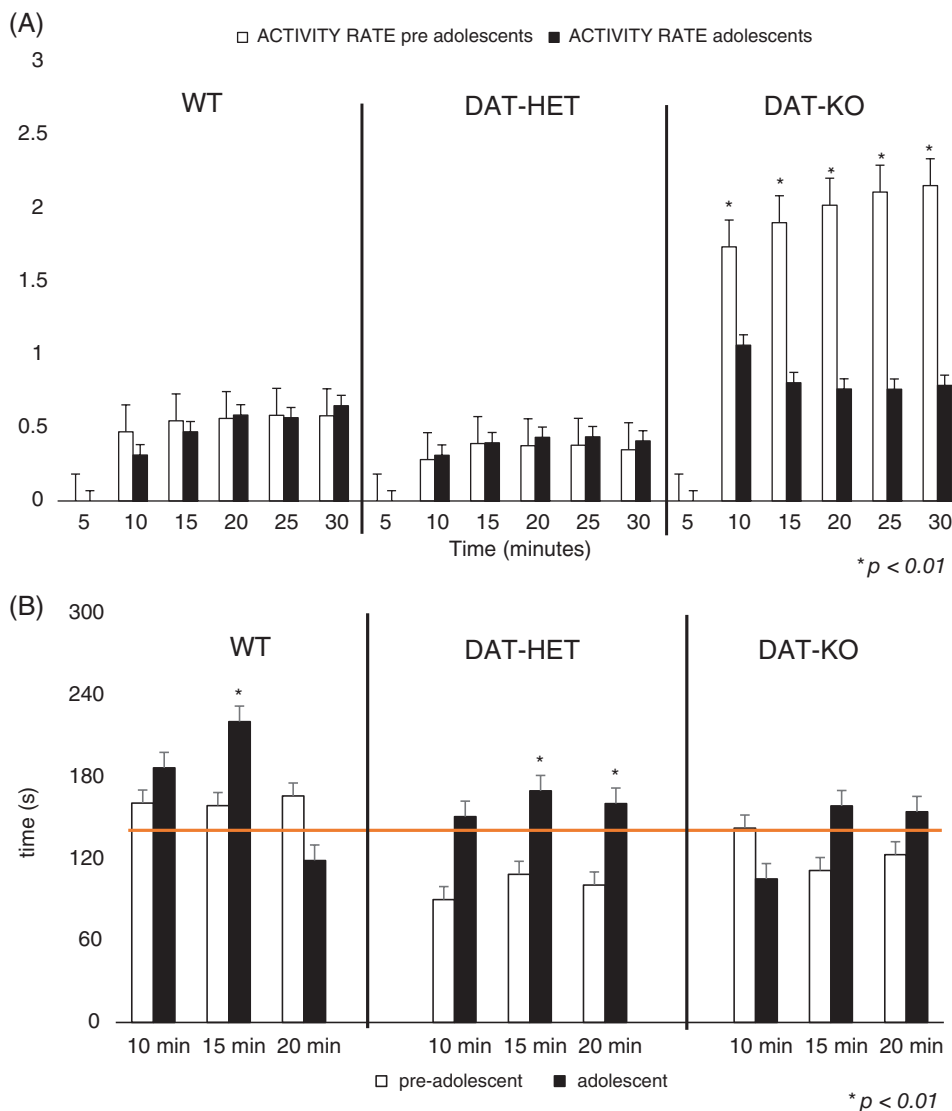 (A)
ACTIVITY RATE pre adolescents ACTIVITY RATE adolescents
3
2.5
2
1.5
1
0.5
0
WT DAT-HET DAT-KO
* * * * *
5 10 15 20 25 30 5 10 15 20 25 30 5 10 15 20 25 30
Time (minutes)
* p < 0.01
(B)
300
240
180
120
60
0
time (s)
WT DAT-HET DAT-KO
* * *
10 min 15 min 20 min 10 min 15 min 20 min 10 min 15 min 20 min
pre-adolescent adolescent
* p < 0.01